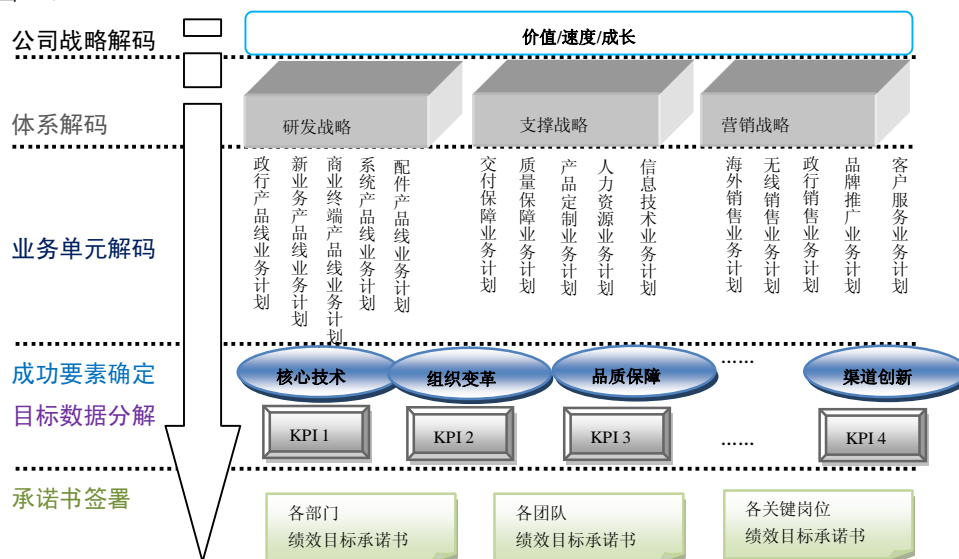 公司战略解码
价值/速度/成长
体系解码
研发战略
支撑战略
营销战略
业务单元解码
政行产品线业务计划
新业务产品线业务计划
商业终端产品线业务计划
系统产品线业务计划
配件产品线业务计划
交付保障业务计划
质量保障业务计划
产品定制业务计划
人力资源业务计划
信息技术业务计划
海外销售业务计划
无线销售业务计划
政行销售业务计划
品牌推广业务计划
客户服务业务计划
成功要素确定
核心技术
组织变革
品质保障
……
渠道创新
目标数据分解
KPI 1
KPI 2
KPI 3
……
KPI 4
承诺书签署
各部门
绩效目标承诺书
各团队
绩效目标承诺书
各关键岗位
绩效目标承诺书